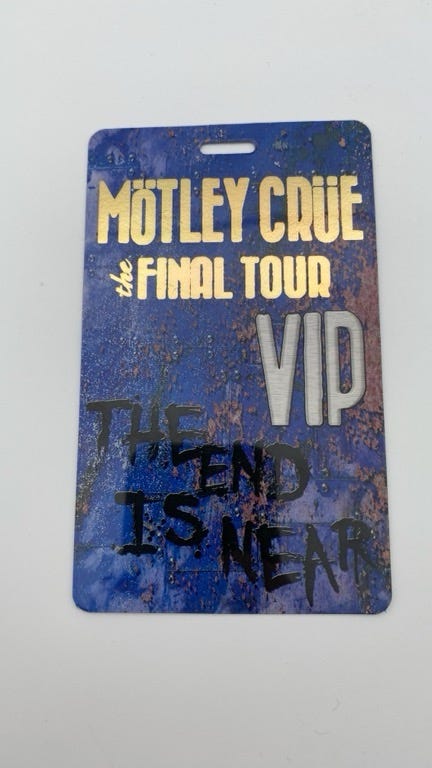 MÖTLEY CRÜE
the FINAL TOUR
VIP
THE
END
IS
NEAR